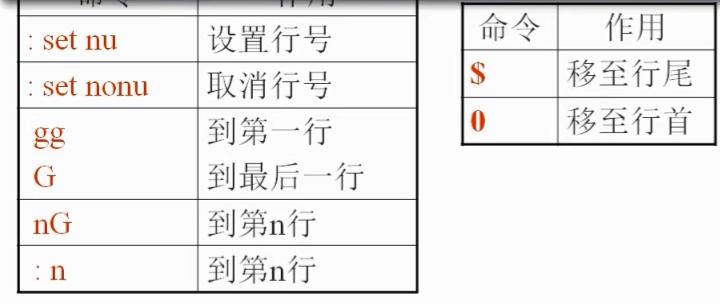 命令 作用
: set nu 设置行号
: set nonu 取消行号
gg 到第一行
G 到最后一行
nG 到第n行
: n 到第n行
命令 作用
$ 移至行尾
0 移至行首